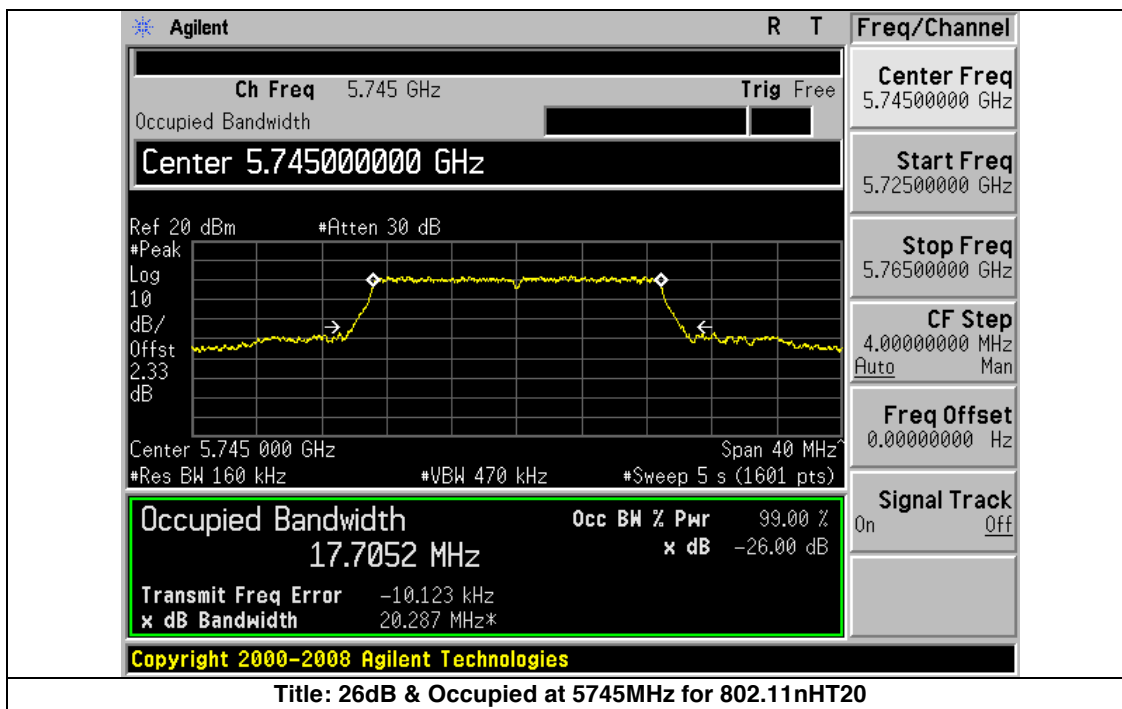 Agilent R T Freq/Channel
Ch Freq 5.745 GHz Trig Free
Occupied Bandwidth
Center 5.745000000 GHz
Center Freq
5.74500000 GHz
Start Freq
5.72500000 GHz
Stop Freq
5.76500000 GHz
CF Step
4.00000000 MHz
Auto Man
Freq Offset
0.00000000 Hz
Signal Track
On Off
Ref 20 dBm #Atten 30 dB
#Peak
Log
10
dB/
Offst
2.33
dB
Center 5.745 000 GHz Span 40 MHz^
#Res BW 160 kHz #VBW 470 kHz #Sweep 5 s (1601 pts)
Occupied Bandwidth Occ BW % Pwr 99.00 %
17.7052 MHz x dB -26.00 dB
Transmit Freq Error -10.123 kHz
x dB Bandwidth 20.287 MHz*
Copyright 2000-2008 Agilent Technologies
Title: 26dB & Occupied at 5745MHz for 802.11nHT20